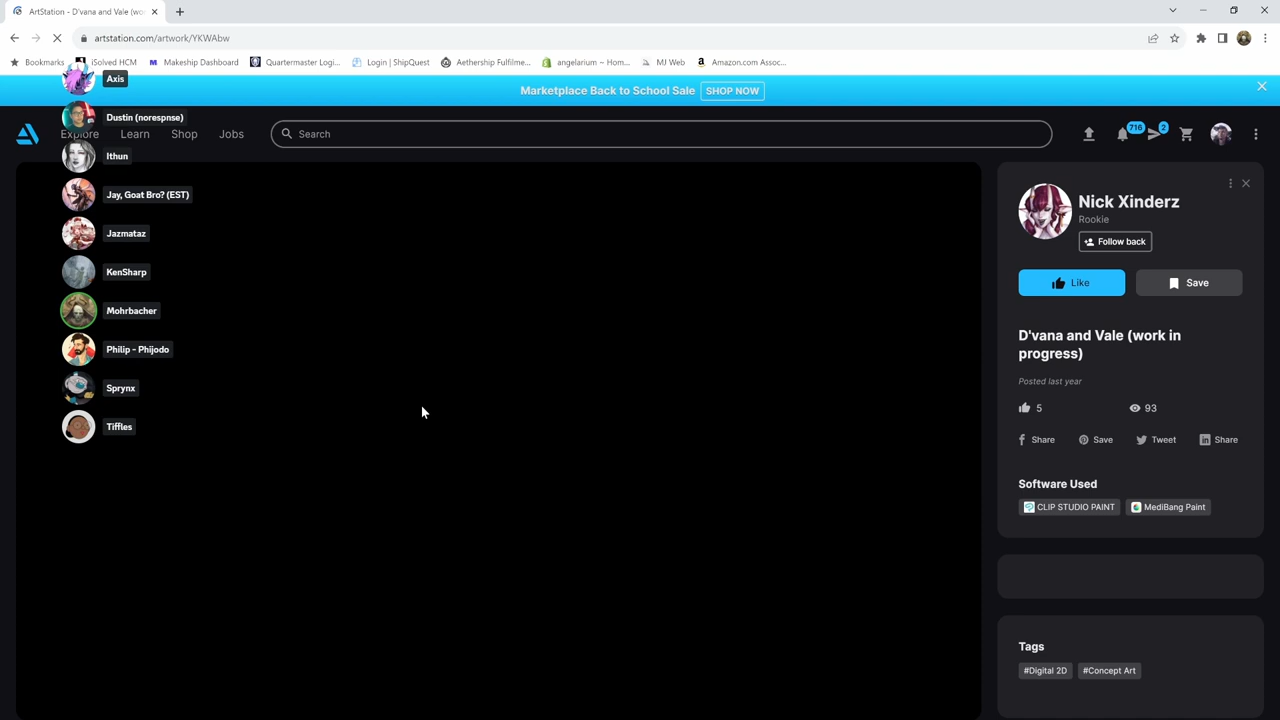 ArtStation - D'vana and Vale (wo
artstation.com/artwork/YKWAbw
Bookmarks
iSolved HCM
Makeship Dashboard
Quartermaster Logi...
Login | ShipQuest
Aethership Fulfilme...
angelarium – Hom...
MJ Web
Amazon.com Assoc...
Marketplace Back to School Sale
SHOP NOW
Explore
Learn
Shop
Jobs
Search
716
2
Axis
Dustin (norespnse)
Ithun
Jay, Goat Bro? (EST)
Jazmataz
KenSharp
Mohrbacher
Philip - Phijodo
Sprynx
Tiffles
Nick Xinderz
Rookie
Follow back
Like
Save
D'vana and Vale (work in
progress)
Posted last year
5
93
Share
Save
Tweet
Share
Software Used
CLIP STUDIO PAINT
MediBang Paint
Tags
#Digital 2D
#Concept Art